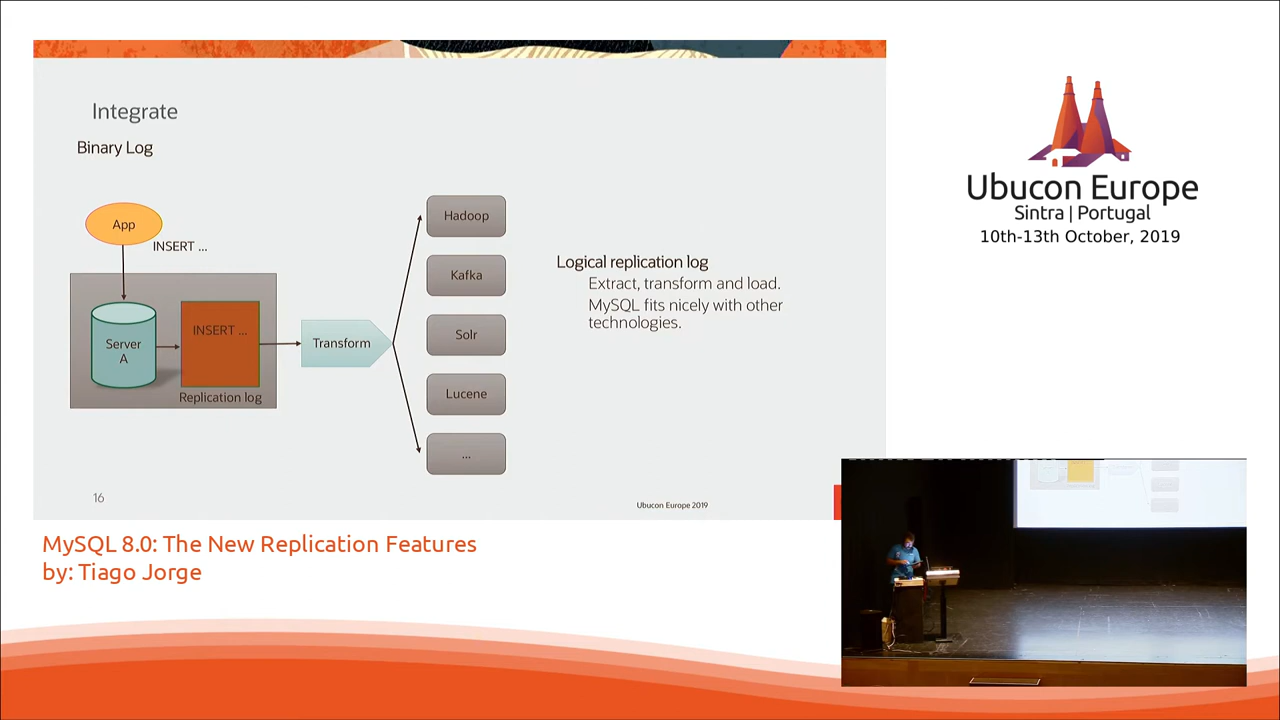 Integrate
Binary Log
App
INSERT ...
Server
A
INSERT ...
Replication log
Transform
Hadoop
Kafka
Solr
Lucene
...
Logical replication log
Extract, transform and load.
MySQL fits nicely with other
technologies.
16
Ubucon Europe 2019
Ubucon Europe
Sintra | Portugal
10th-13th October, 2019
MySQL 8.0: The New Replication Features
by: Tiago Jorge